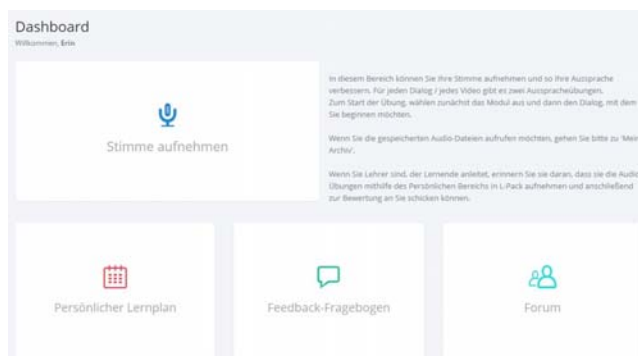 Dashboard
Willkommen, Erin
In diesem Bereich können Sie Ihre Stimme aufnehmen und so Ihre Aussprache
verbessern. Für jeden Dialog / jedes Video gibt es zwei Ausspracheübungen.
Zum Start der Übung, wählen zunächst das Modul aus und dann den Dialog, mit dem
Sie beginnen möchten.
Wenn Sie die gespeicherten Audio-Dateien aufrufen möchten, gehen Sie bitte zu 'Mein
Archiv'.
Wenn Sie Lehrer sind, der Lernende anleitet, erinnern Sie sie daran, dass sie die Audio
Übungen mithilfe des Persönlichen Bereichs in L-Pack aufnehmen und anschließend
zur Bewertung an Sie schicken können.
Stimme aufnehmen
Persönlicher Lernplan
Feedback-Fragebogen
Forum